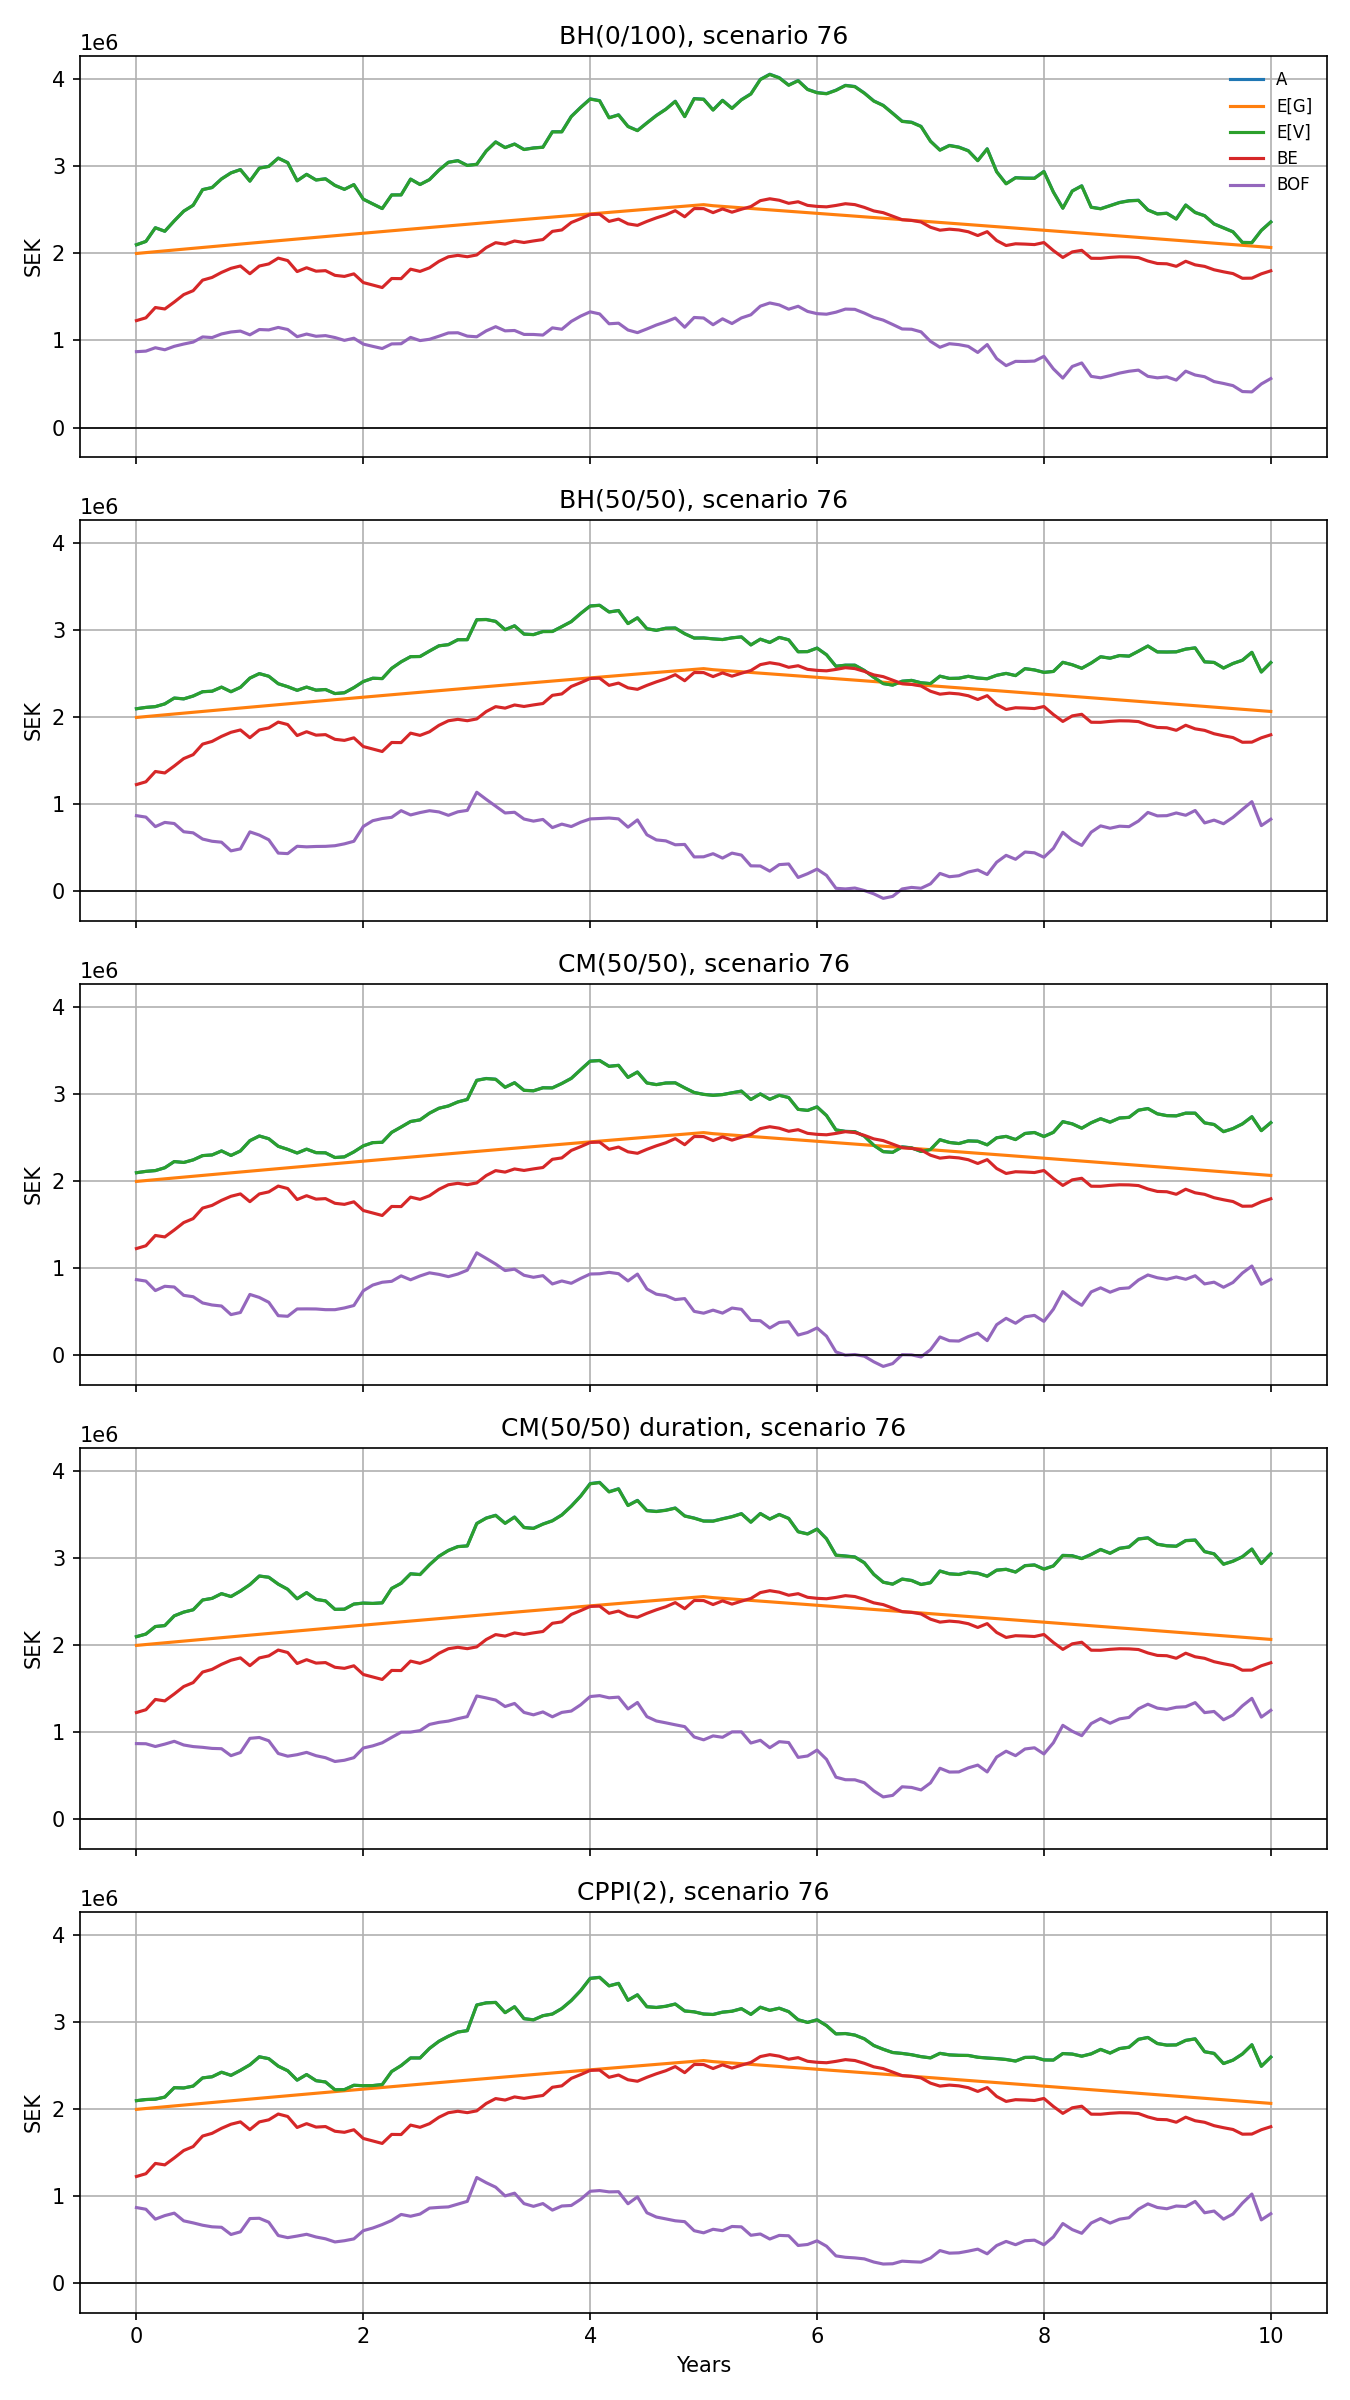 BH(0/100), scenario 76
1e6
4
3
2
1
0
SEK
A
E[G]
E[V]
BE
BOF
BH(50/50), scenario 76
1e6
4
3
2
1
0
SEK
CM(50/50), scenario 76
1e6
4
3
2
1
0
SEK
CM(50/50) duration, scenario 76
1e6
4
3
2
1
0
SEK
CPPI(2), scenario 76
1e6
4
3
2
1
0
SEK
0 2 4 6 8 10
Years